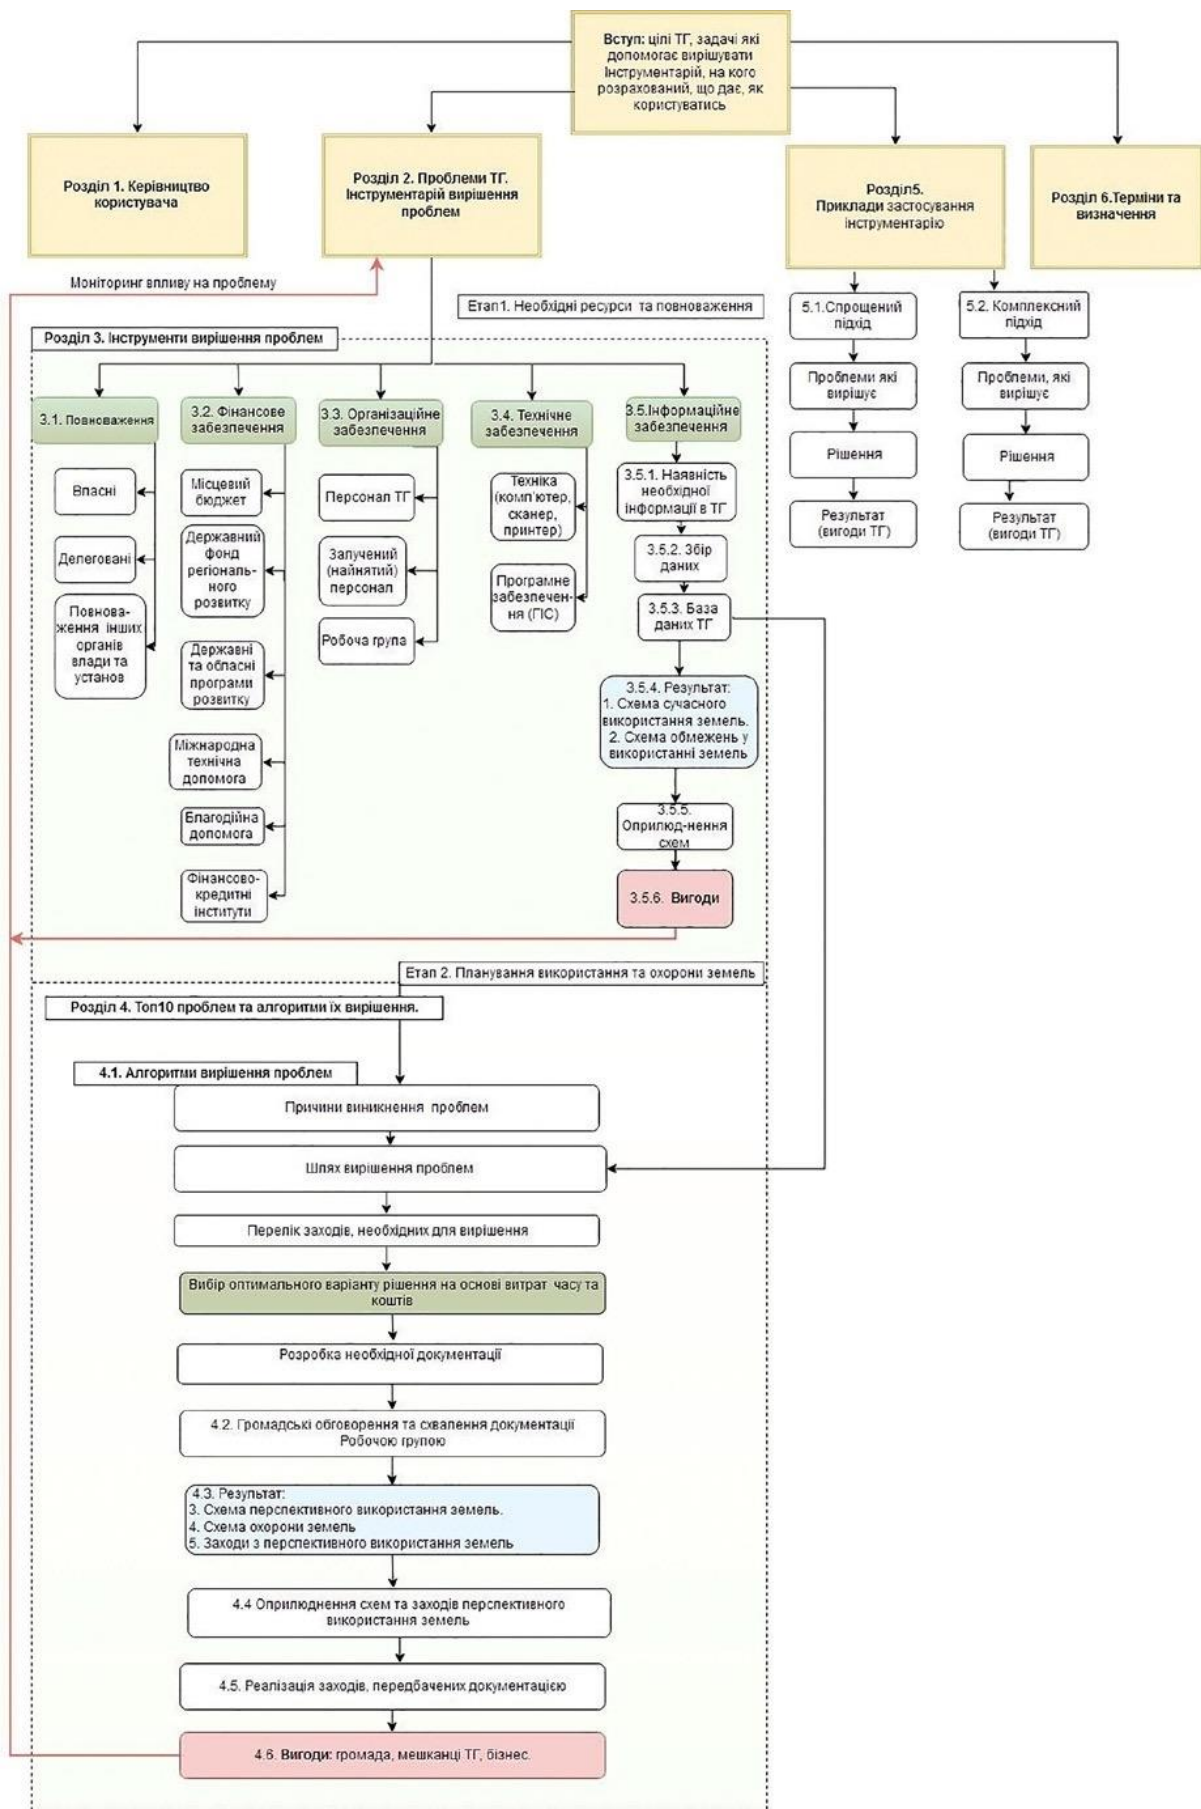 Вступ: цілі ТГ, задачі які
допомагає вирішувати
Інструментарій, на кого
розрахований, що дає, як
користуватись
Розділ 1. Керівництво
користувача
Розділ 2. Проблеми ТГ.
Інструментарій вирішення
проблем
Розділ5.
Приклади застосування
інструментарію
Розділ 6.Терміни та
визначення
Моніторинг впливу на проблему
Етап1. Необхідні ресурси та повноваження
5.1.Спрощений
підхід
Проблеми які
вирішує
Рішення
Результат
(вигоди ТГ)
5.2. Комплексний
підхід
Проблеми, які
вирішує
Рішення
Результат
(вигоди ТГ)
Розділ 3. Інструменти вирішення проблем
3.1. Повноваження
Власні
Делеговані
Повнова-
ження інших
органів
влади та
установ
3.2. Фінансове
забезпечення
Місцевий
бюджет
Державний
фонд
регіональ-
ного
розвитку
Державні
та обласні
програми
розвитку
Міжнародна
технічна
допомога
Благодійна
допомога
Фінансово-
кредитні
інститути
3.3. Організаційне
забезпечення
Персонал ТГ
Залучений
(найнятий)
персонал
Робоча група
3.4. Технічне
забезпечення
Техніка
(комп'ютер,
сканер,
принтер)
Програмне
забезпечен-
ня (ГІС)
3.5.Інформаційне
забезпечення
3.5.1. Наявність
необхідної
інформації в ТГ
3.5.2. Збір
даних
3.5.3. База
даних ТГ
3.5.4. Результат:
1. Схема сучасного
використання земель.
2. Схема обмежень у
використанні земель
3.5.5.
Оприлюд-нення
схем
3.5.6. Вигоди
Етап 2. Планування використання та охорони земель
Розділ 4. Топ10 проблем та алгоритми їх вирішення.
4.1. Алгоритми вирішення проблем
Причини виникнення проблем
Шлях вирішення проблем
Перелік заходів, необхідних для вирішення
Вибір оптимального варіанту рішення на основі витрат часу та
коштів
Розробка необхідної документації
4.2. Громадські обговорення та схвалення документації
Робочою групою
4.3. Результат:
3. Схема перспективного використання земель.
4. Схема охорони земель
5. Заходи з перспективного використання земель
4.4 Оприлюднення схем та заходів перспективного
використання земель
4.5. Реалізація заходів, передбачених документацією
4.6. Вигоди: громада, мешканці ТГ, бізнес.